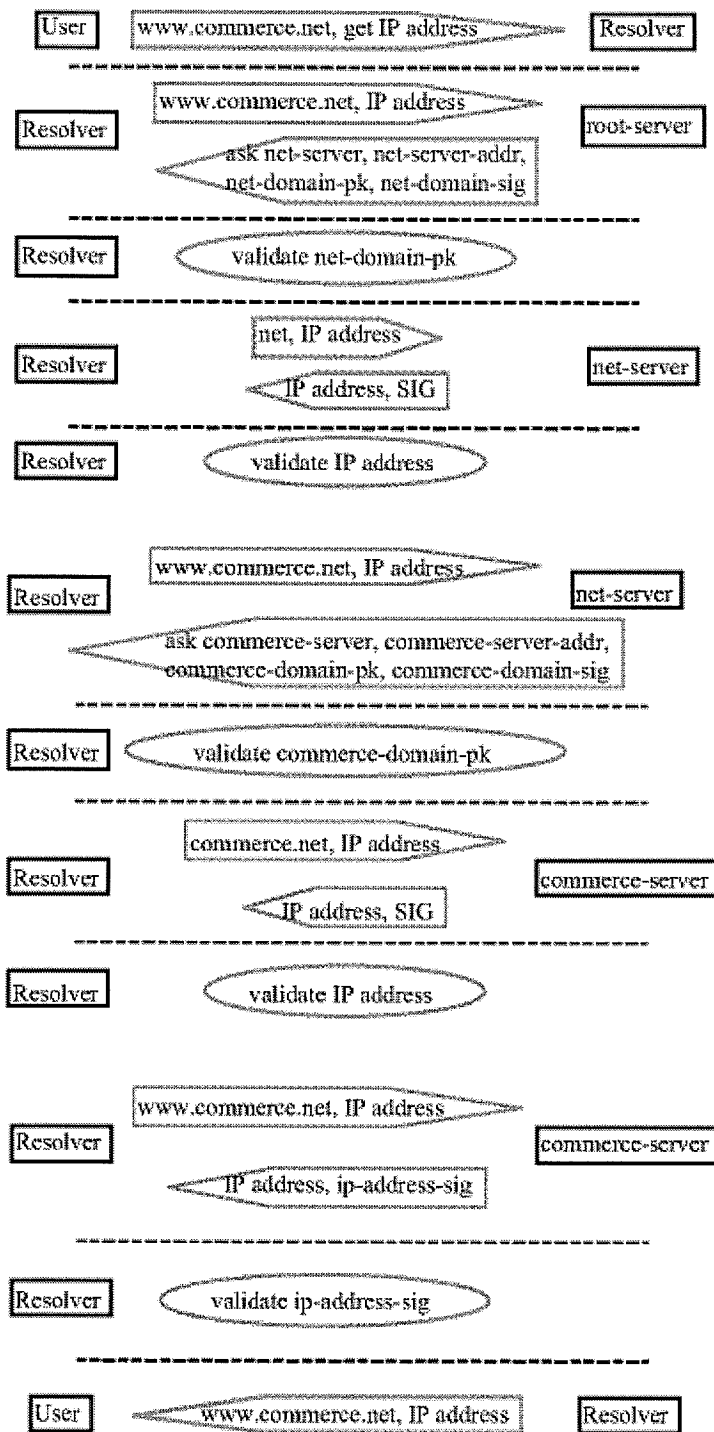 User www.commerce.net, get IP address Resolver
www.commerce.net, IP address
Resolver root-server
ask net-server, net-server-addr,
net-domain-pk, net-domain-sig
Resolver validate net-domain-pk
net, IP address
Resolver net-server
IP address, SIG
Resolver validate IP address
www.commerce.net, IP address
Resolver net-server
ask commerce-server, commerce-server-addr,
commerce-domain-pk, commerce-domain-sig
Resolver validate commerce-domain-pk
commerce.net, IP address
Resolver commerce-server
IP address, SIG
Resolver validate IP address
www.commerce.net, IP address
Resolver commerce-server
IP address, ip-address-sig
Resolver validate ip-address-sig
User www.commerce.net, IP address Resolver